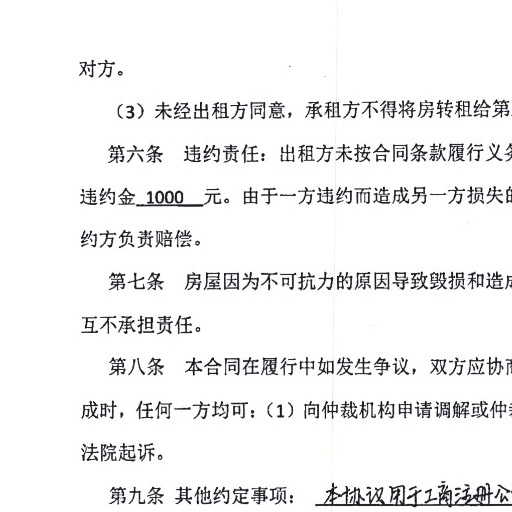 对方。
（3）未经出租方同意，承租方不得将房转租给第
第六条 违约责任：出租方未按合同条款履行义务
违约金 1000 元。由于一方违约而造成另一方损失的
约方负责赔偿。
第七条 房屋因为不可抗力的原因导致毁损和造成
互不承担责任。
第八条 本合同在履行中如发生争议，双方应协商
成时，任何一方均可：（1）向仲裁机构申请调解或仲裁
法院起诉。
第九条 其他约定事项： 本协议用于工商注册公